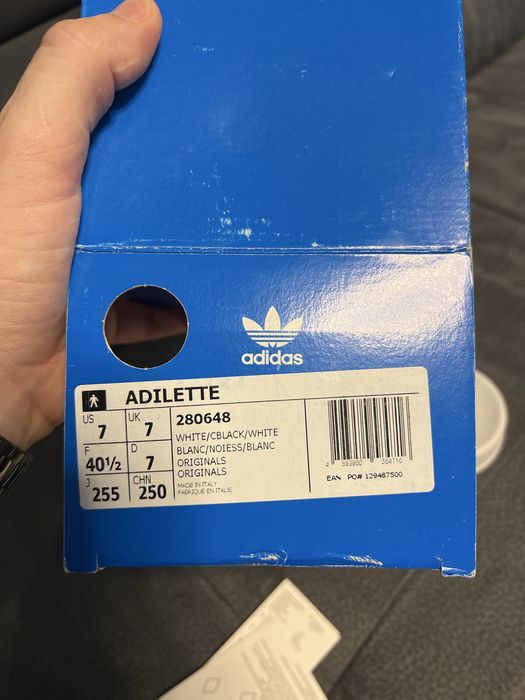 adidas
ADILETTE
US 7 UK 7
F 40½ D 7
J 255 CHN 250
280648
WHITE/CBLACK/WHITE
BLANC/NOIESS/BLANC
ORIGINALS
ORIGINALS
MADE IN ITALY
FABRIQUÉ EN ITALIE
EAN PO# 129487500